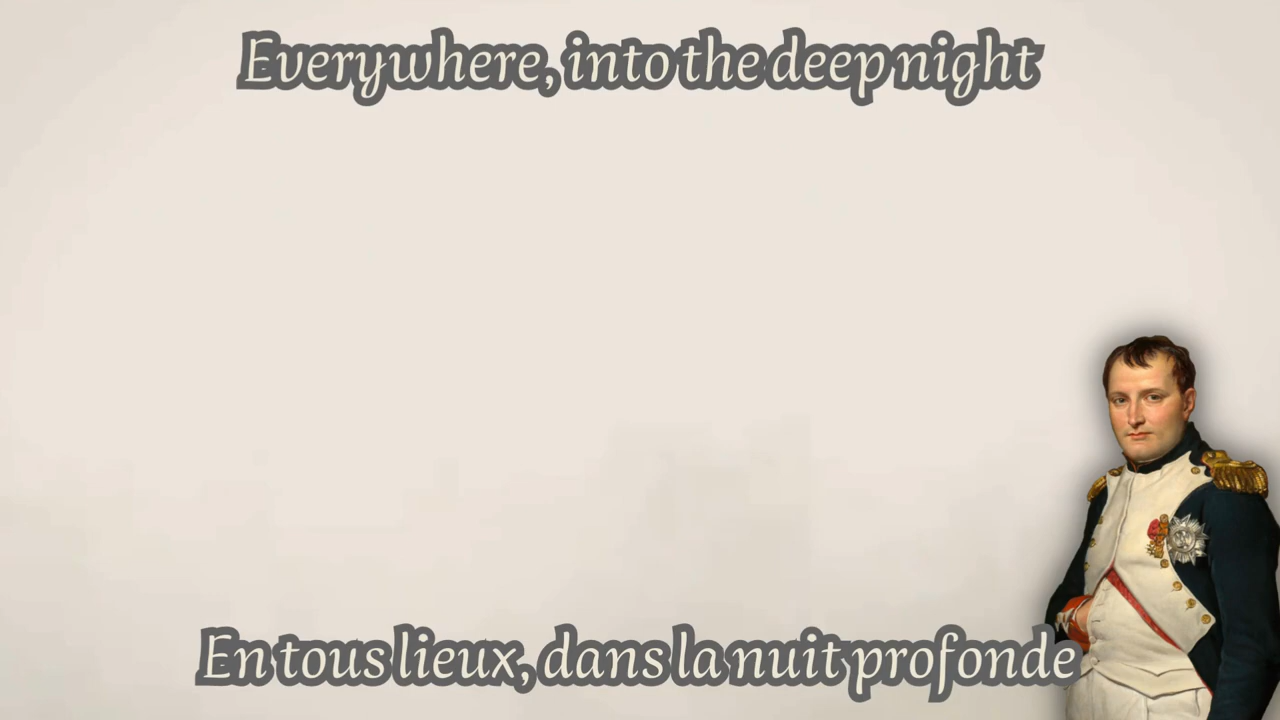 Everywhere, into the deep night
En tous lieux, dans la nuit profonde